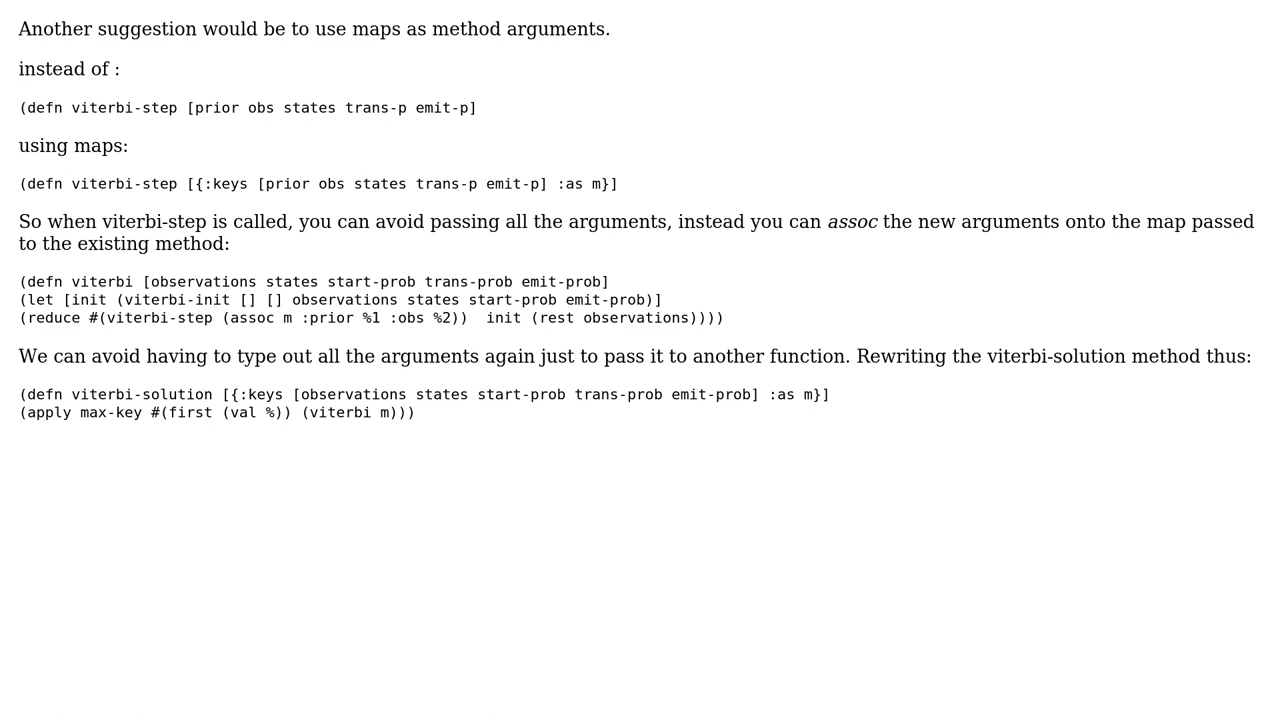 Another suggestion would be to use maps as method arguments.
instead of :
(defn viterbi-step [prior obs states trans-p emit-p]
using maps:
(defn viterbi-step [{:keys [prior obs states trans-p emit-p] :as m}]
So when viterbi-step is called, you can avoid passing all the arguments, instead you can assoc the new arguments onto the map passed
to the existing method:
(defn viterbi [observations states start-prob trans-prob emit-prob]
(let [init (viterbi-init [] [] observations states start-prob emit-prob)]
(reduce #(viterbi-step (assoc m :prior %1 :obs %2))  init (rest observations))))
We can avoid having to type out all the arguments again just to pass it to another function. Rewriting the viterbi-solution method thus:
(defn viterbi-solution [{:keys [observations states start-prob trans-prob emit-prob] :as m}]
(apply max-key #(first (val %)) (viterbi m)))